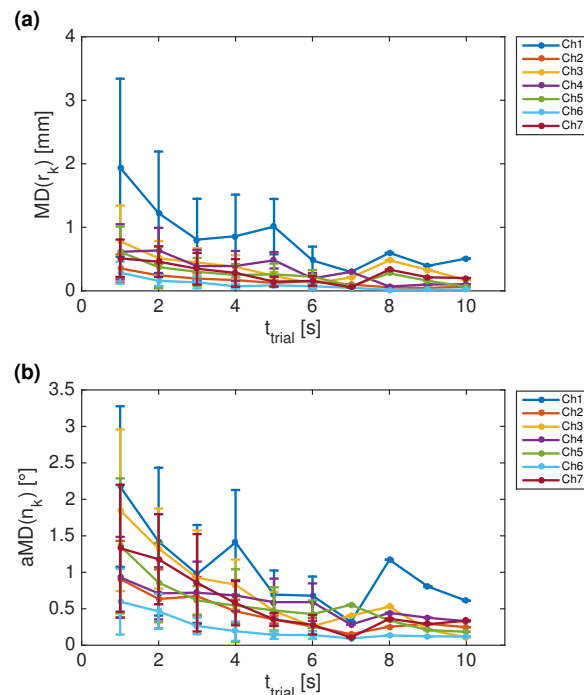 (a)
4
3
2
1
0
0 2 4 6 8 10
MD(r_k) [mm]
t_trial [s]
Ch1
Ch2
Ch3
Ch4
Ch5
Ch6
Ch7
(b)
3.5
3
2.5
2
1.5
1
0.5
0
0 2 4 6 8 10
aMD(n_k) [°]
t_trial [s]
Ch1
Ch2
Ch3
Ch4
Ch5
Ch6
Ch7